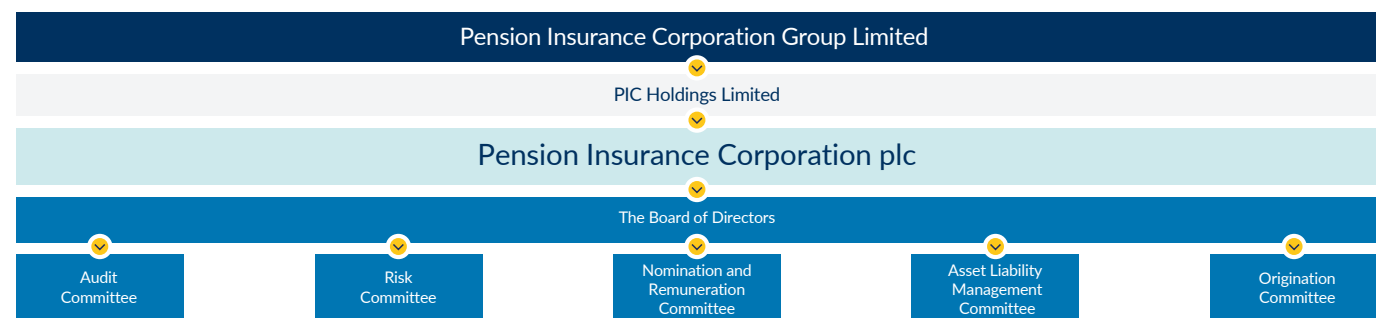 Pension Insurance Corporation Group Limited
PIC Holdings Limited
Pension Insurance Corporation plc
The Board of Directors
Audit
Committee
Risk
Committee
Nomination and
Remuneration
Committee
Asset Liability
Management
Committee
Origination
Committee